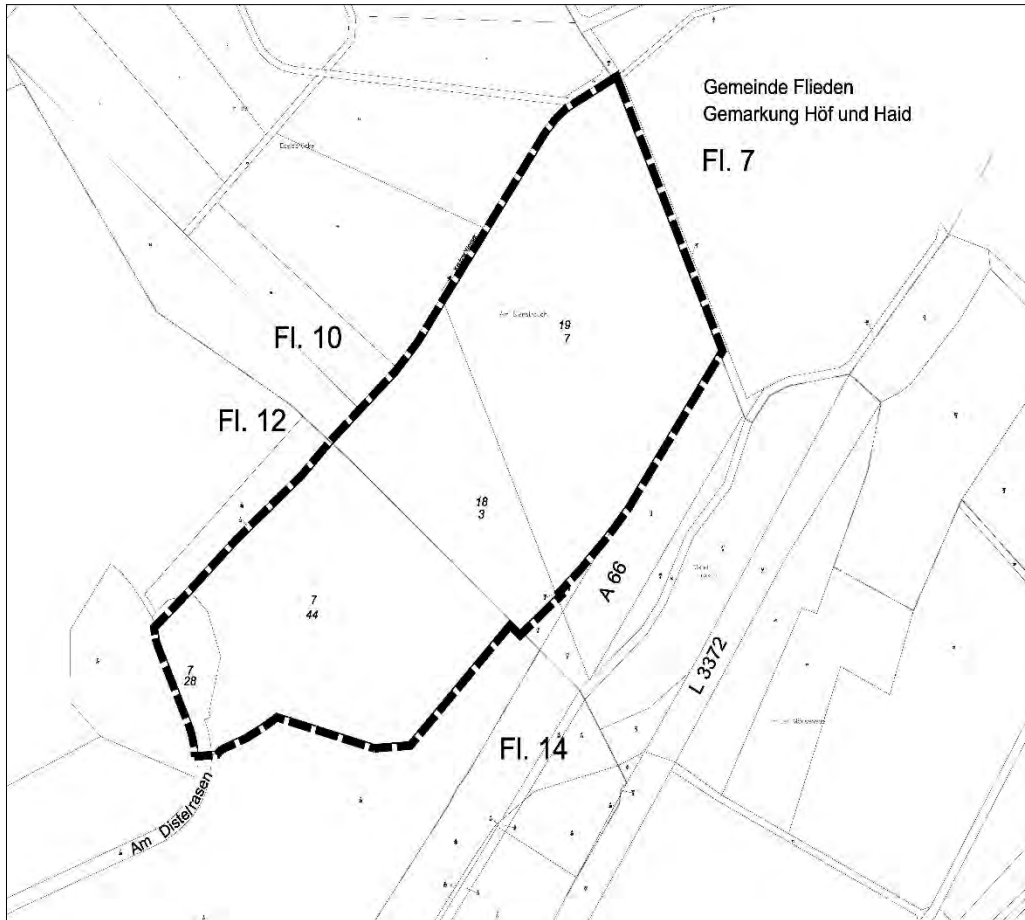 Gemeinde Flieden
Gemarkung Höf und Haid
Fl. 7
Fl. 10
19
7
Fl. 12
18
3
A 66
7
44
7
28
L 3372
Fl. 14
Am Distelrasen